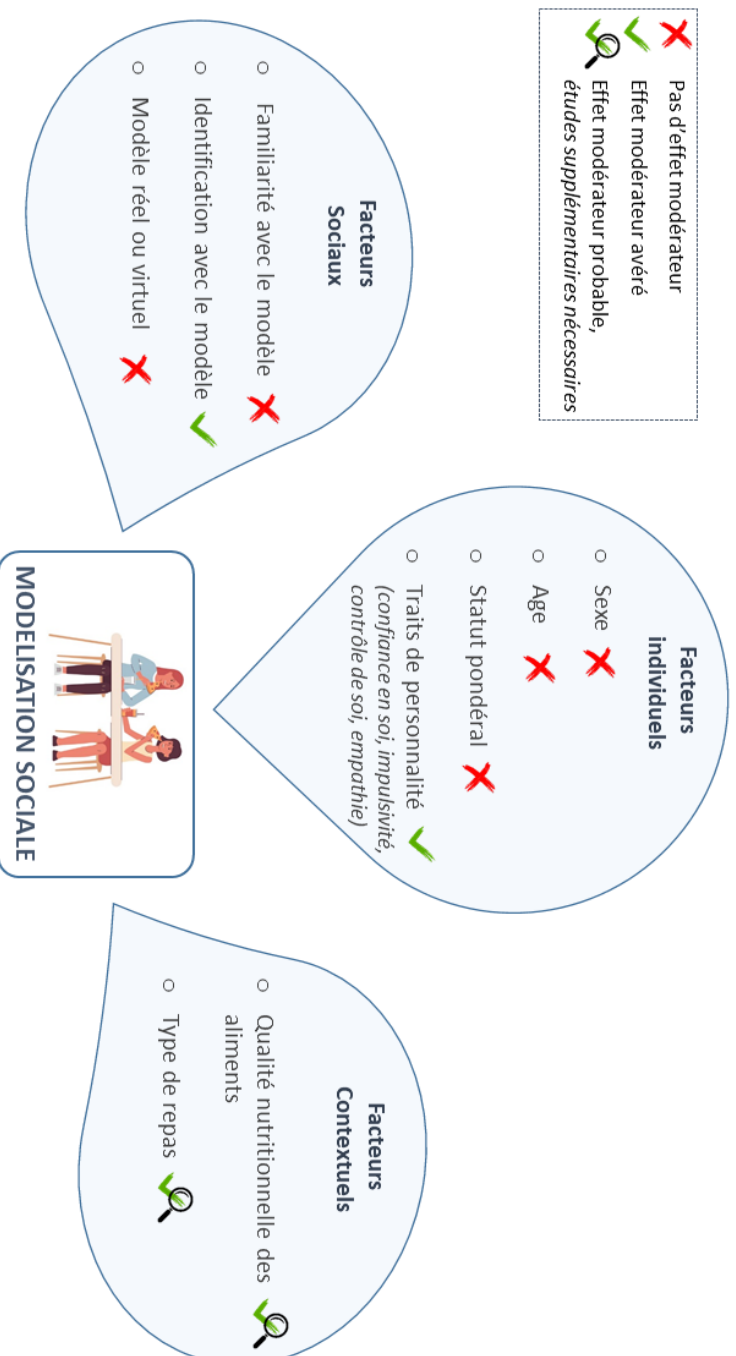 Pas d'effet modérateur
Effet modérateur avéré
Effet modérateur probable,
études supplémentaires nécessaires
Facteurs
Sociaux
Familiarité avec le modèle
Identification avec le modèle
Modèle réel ou virtuel
Facteurs
individuels
Sexe
Age
Statut pondéral
Traits de personnalité
(confiance en soi, impulsivité,
contrôle de soi, empathie)
Facteurs
Contextuels
Qualité nutritionnelle des
aliments
Type de repas
MODELISATION SOCIALE